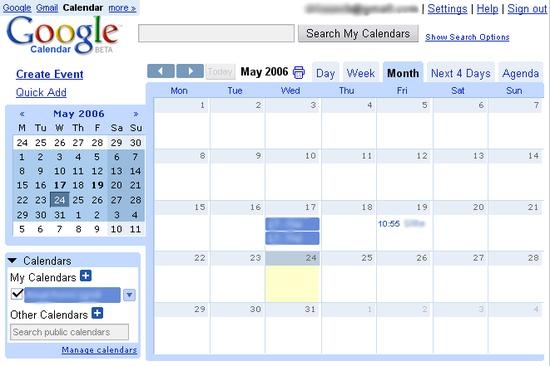 Google Gmail Calendar more » | Settings | Help | Sign out
Google
Calendar BETA
Search My Calendars Show Search Options
Create Event
Quick Add
Today May 2006 Day Week Month Next 4 Days Agenda
« May 2006 »
M Tu W Th F Sa Su
24 25 26 27 28 29 30
1 2 3 4 5 6 7
8 9 10 11 12 13 14
15 16 17 18 19 20 21
22 23 24 25 26 27 28
29 30 31 1 2 3 4
5 6 7 8 9 10 11
Calendars
My Calendars
Other Calendars
Search public calendars
Manage calendars
Mon Tue Wed Thu Fri Sat Sun
1 2 3 4 5 6 7
8 9 10 11 12 13 14
15 16 17 18 19 20 21
10:55
22 23 24 25 26 27 28
29 30 31 1 2 3 4